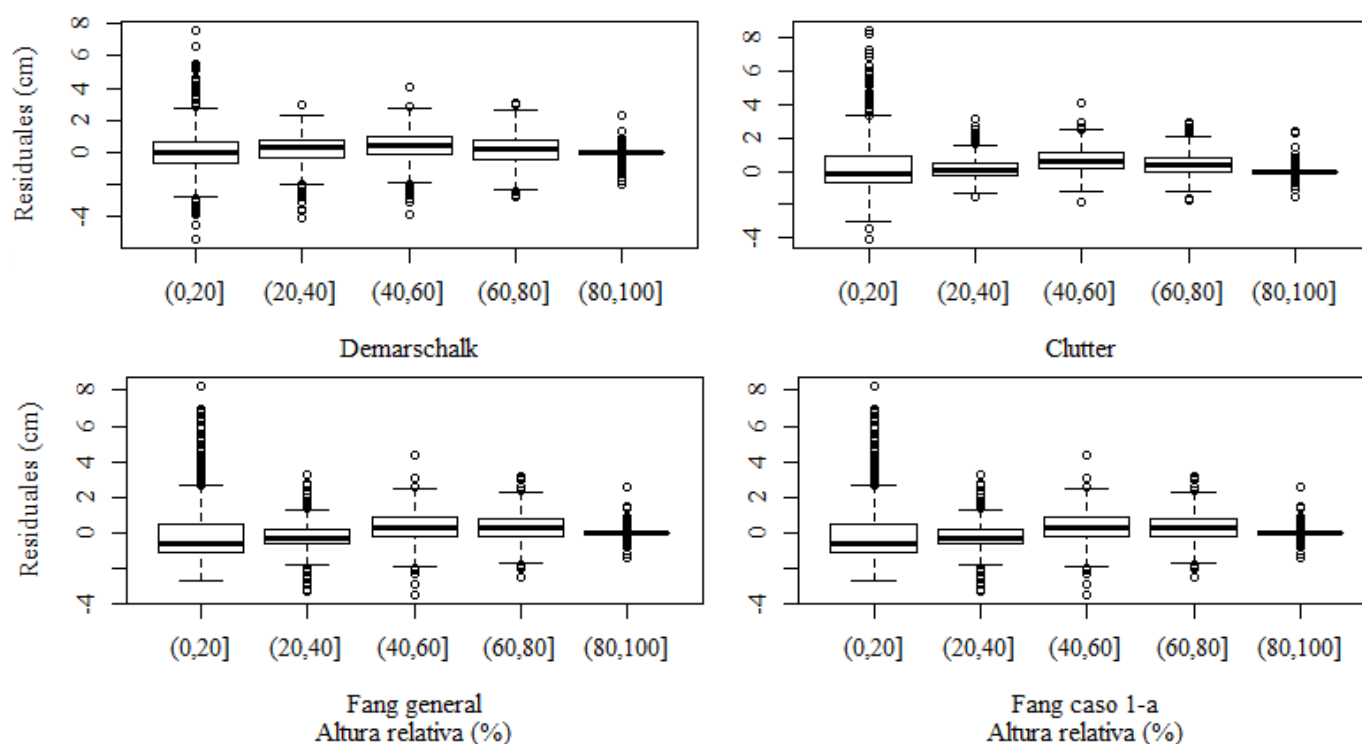 Residuales (cm)
8
6
4
2
0
-4
(0,20] (20,40] (40,60] (60,80] (80,100]
Demarschalk
8
6
4
2
0
-4
(0,20] (20,40] (40,60] (60,80] (80,100]
Clutter
Residuales (cm)
8
6
4
2
0
-4
(0,20] (20,40] (40,60] (60,80] (80,100]
Fang general
Altura relativa (%)
8
6
4
2
0
-4
(0,20] (20,40] (40,60] (60,80] (80,100]
Fang caso 1-a
Altura relativa (%)